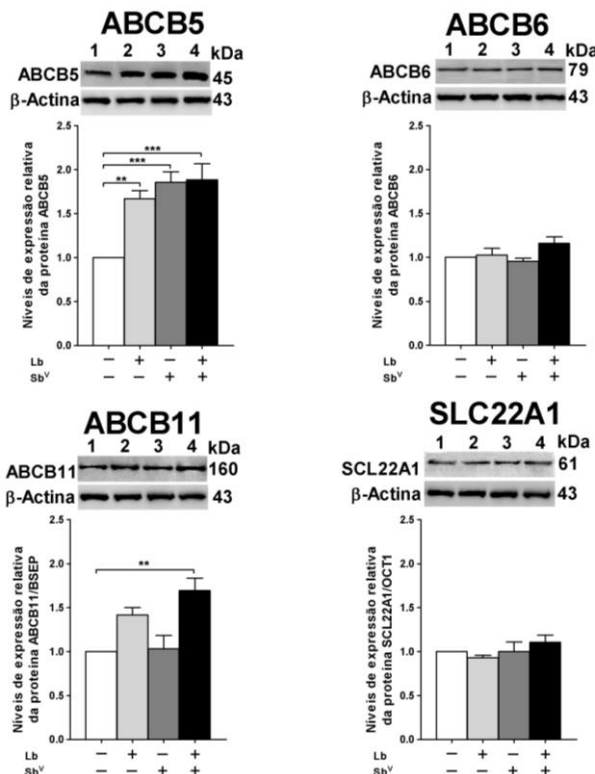 ABCB5
1 2 3 4 kDa
ABCB5 45
β-Actina 43
Níveis de expressão relativa
da proteína ABCB5
2.5
2.0
1.5
1.0
0.5
0.0
***
***
**
Lb − + − +
Sbⱽ − − + +
ABCB6
1 2 3 4 kDa
ABCB6 79
β-Actina 43
Níveis de expressão relativa
da proteína ABCB6
2.5
2.0
1.5
1.0
0.5
0.0
Lb − + − +
Sbⱽ − − + +
ABCB11
1 2 3 4 kDa
ABCB11 160
β-Actina 43
Níveis de expressão relativa
da proteína ABCB11/BSEP
2.5
2.0
1.5
1.0
0.5
0.0
**
Lb − + − +
Sbⱽ − − + +
SLC22A1
1 2 3 4 kDa
SCL22A1 61
β-Actina 43
Níveis de expressão relativa
da proteína SCL22A1/OCT1
2.5
2.0
1.5
1.0
0.5
0.0
Lb − + − +
Sbⱽ − − + +